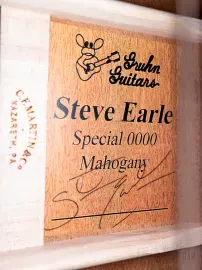 Gruhn
Guitars
Steve Earle
Special 0000
Mahogany
C.F. MARTIN & Co
NAZARETH, PA